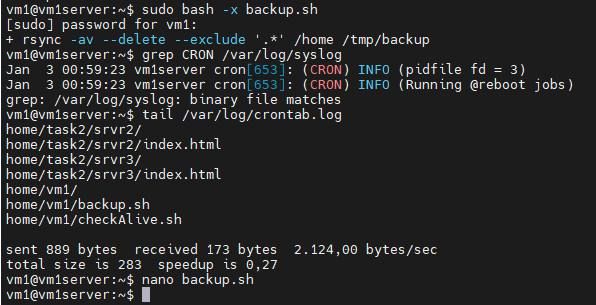 vm1@vm1server:~$ sudo bash -x backup.sh
[sudo] password for vm1:
+ rsync -av --delete --exclude '.*' /home /tmp/backup
vm1@vm1server:~$ grep CRON /var/log/syslog
Jan  3 00:59:23 vm1server cron[653]: (CRON) INFO (pidfile fd = 3)
Jan  3 00:59:23 vm1server cron[653]: (CRON) INFO (Running @reboot jobs)
grep: /var/log/syslog: binary file matches
vm1@vm1server:~$ tail /var/log/crontab.log
home/task2/srvr2/
home/task2/srvr2/index.html
home/task2/srvr3/
home/task2/srvr3/index.html
home/vm1/
home/vm1/backup.sh
home/vm1/checkAlive.sh

sent 889 bytes  received 173 bytes  2.124,00 bytes/sec
total size is 283  speedup is 0,27
vm1@vm1server:~$ nano backup.sh
vm1@vm1server:~$